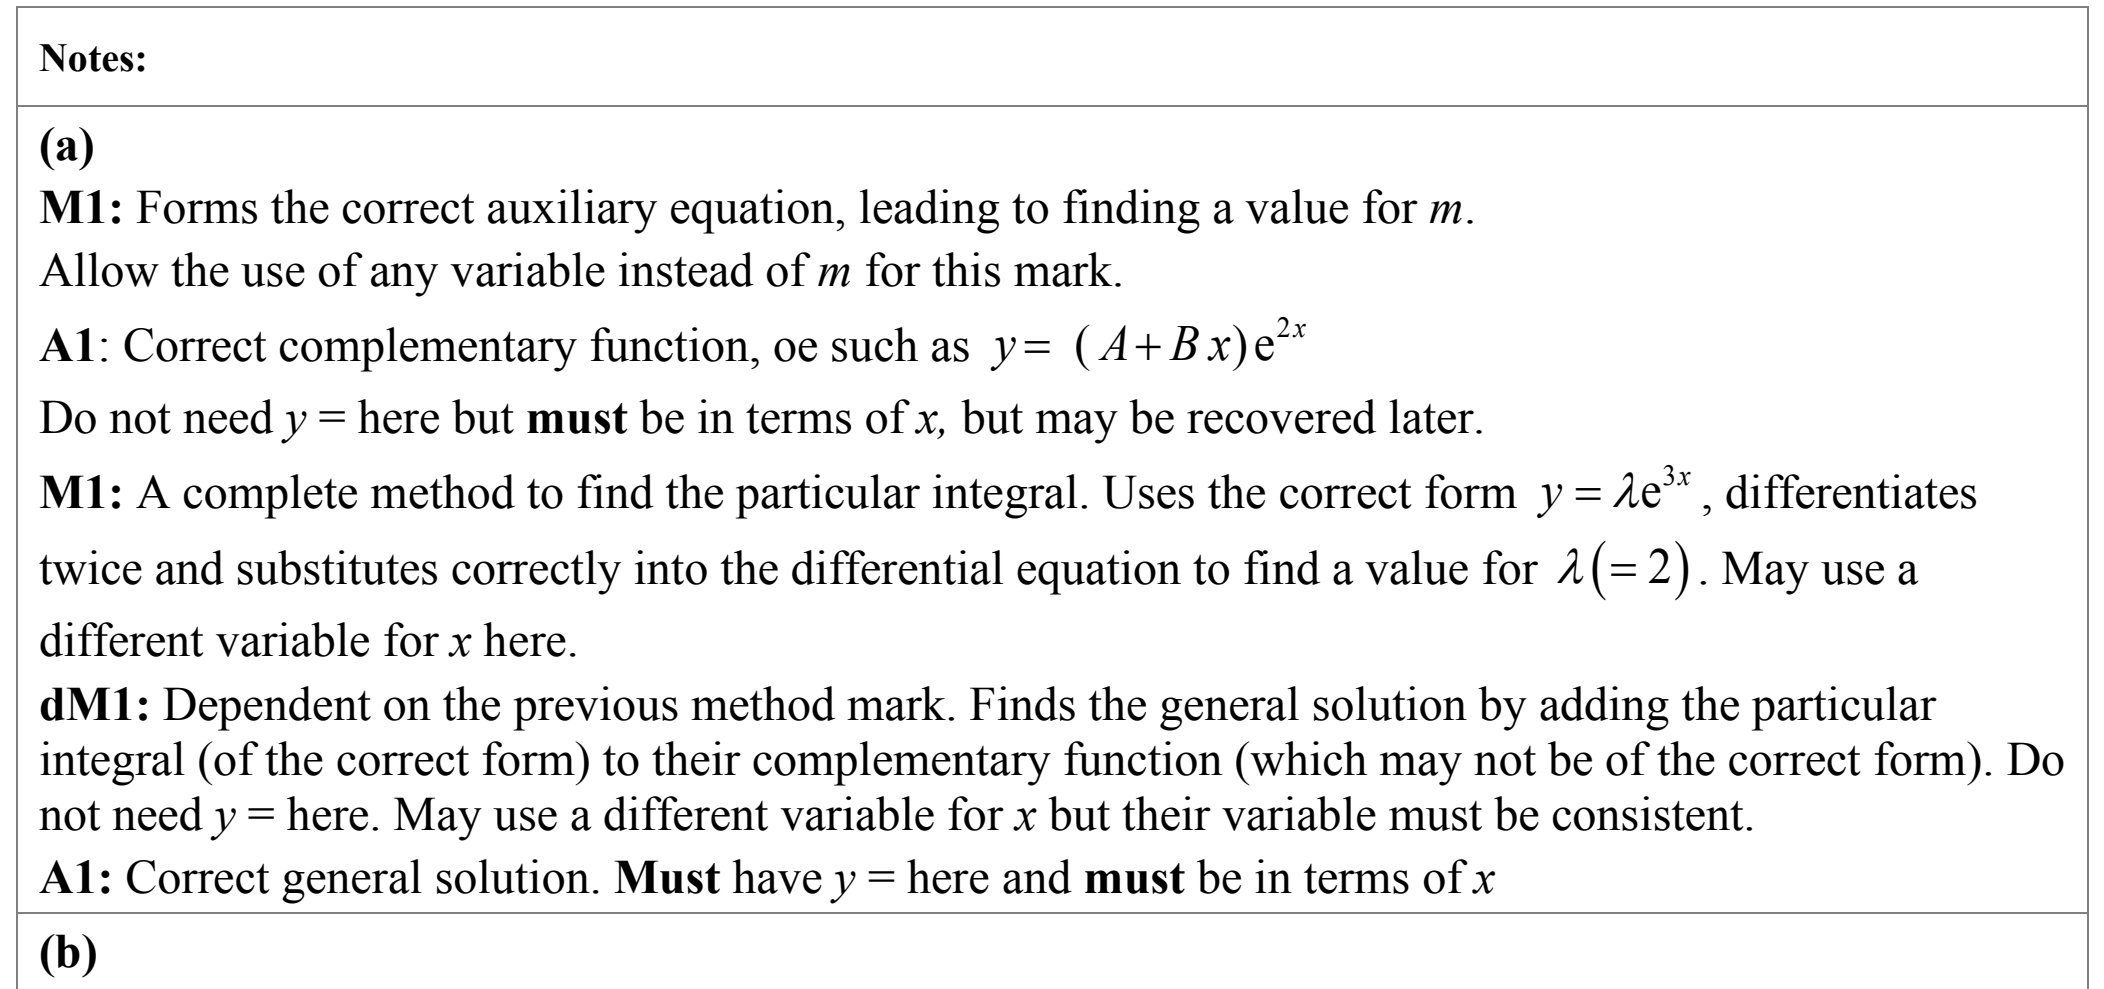 Notes:
(a)
M1: Forms the correct auxiliary equation, leading to finding a value for m.
Allow the use of any variable instead of m for this mark.
A1: Correct complementary function, oe such as y = (A + Bx)e^{2x}
Do not need y = here but must be in terms of x, but may be recovered later.
M1: A complete method to find the particular integral. Uses the correct form y = λe^{3x}, differentiates
twice and substitutes correctly into the differential equation to find a value for λ(= 2). May use a
different variable for x here.
dM1: Dependent on the previous method mark. Finds the general solution by adding the particular
integral (of the correct form) to their complementary function (which may not be of the correct form). Do
not need y = here. May use a different variable for x but their variable must be consistent.
A1: Correct general solution. Must have y = here and must be in terms of x
(b)